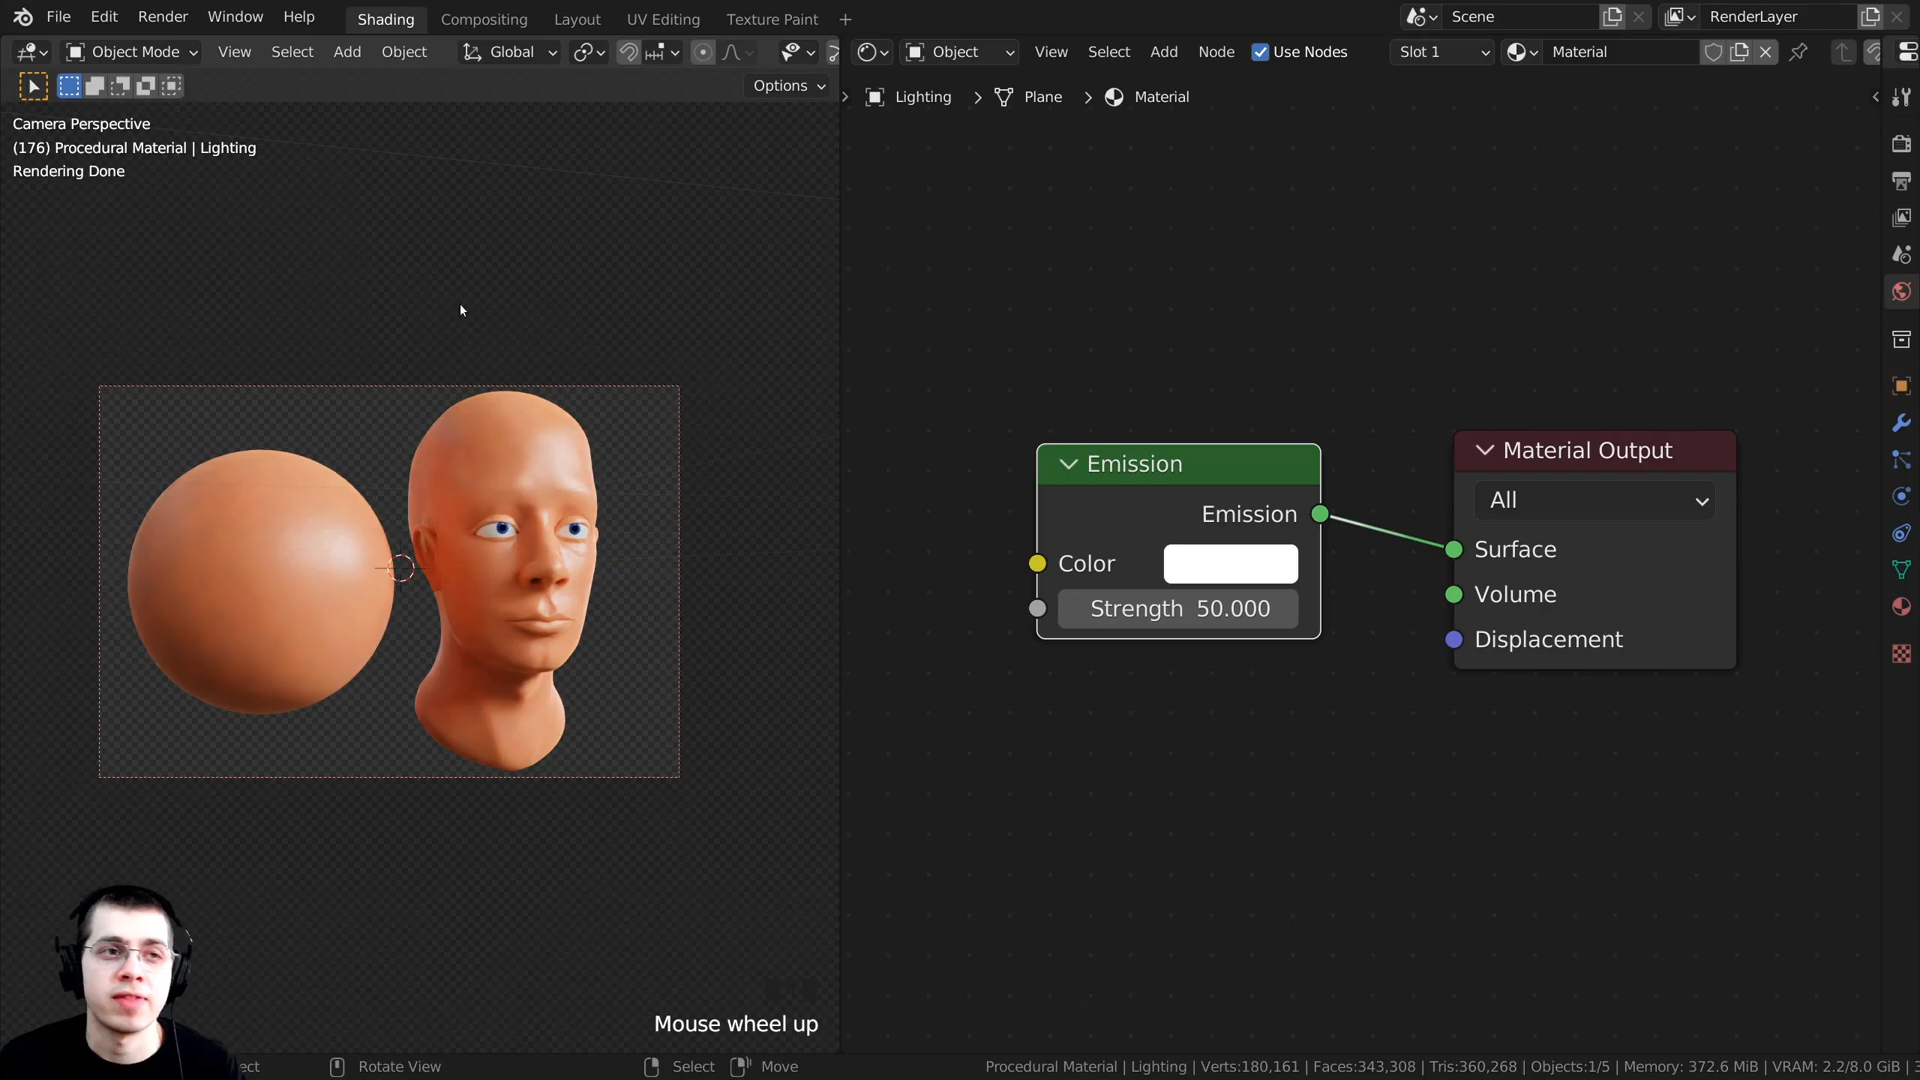 File Edit Render Window Help Shading Compositing Layout UV Editing Texture Paint + Scene RenderLayer
Object Mode View Select Add Object Global Object View Select Add Node Use Nodes Slot 1 Material
Options
Lighting > Plane > Material
Camera Perspective
(176) Procedural Material | Lighting
Rendering Done
Emission
Emission
Color
Strength 50.000
Material Output
All
Surface
Volume
Displacement
Mouse wheel up
ect Rotate View Select Move Procedural Material | Lighting | Verts:180,161 | Faces:343,308 | Tris:360,268 | Objects:1/5 | Memory: 372.6 MiB | VRAM: 2.2/8.0 GiB |